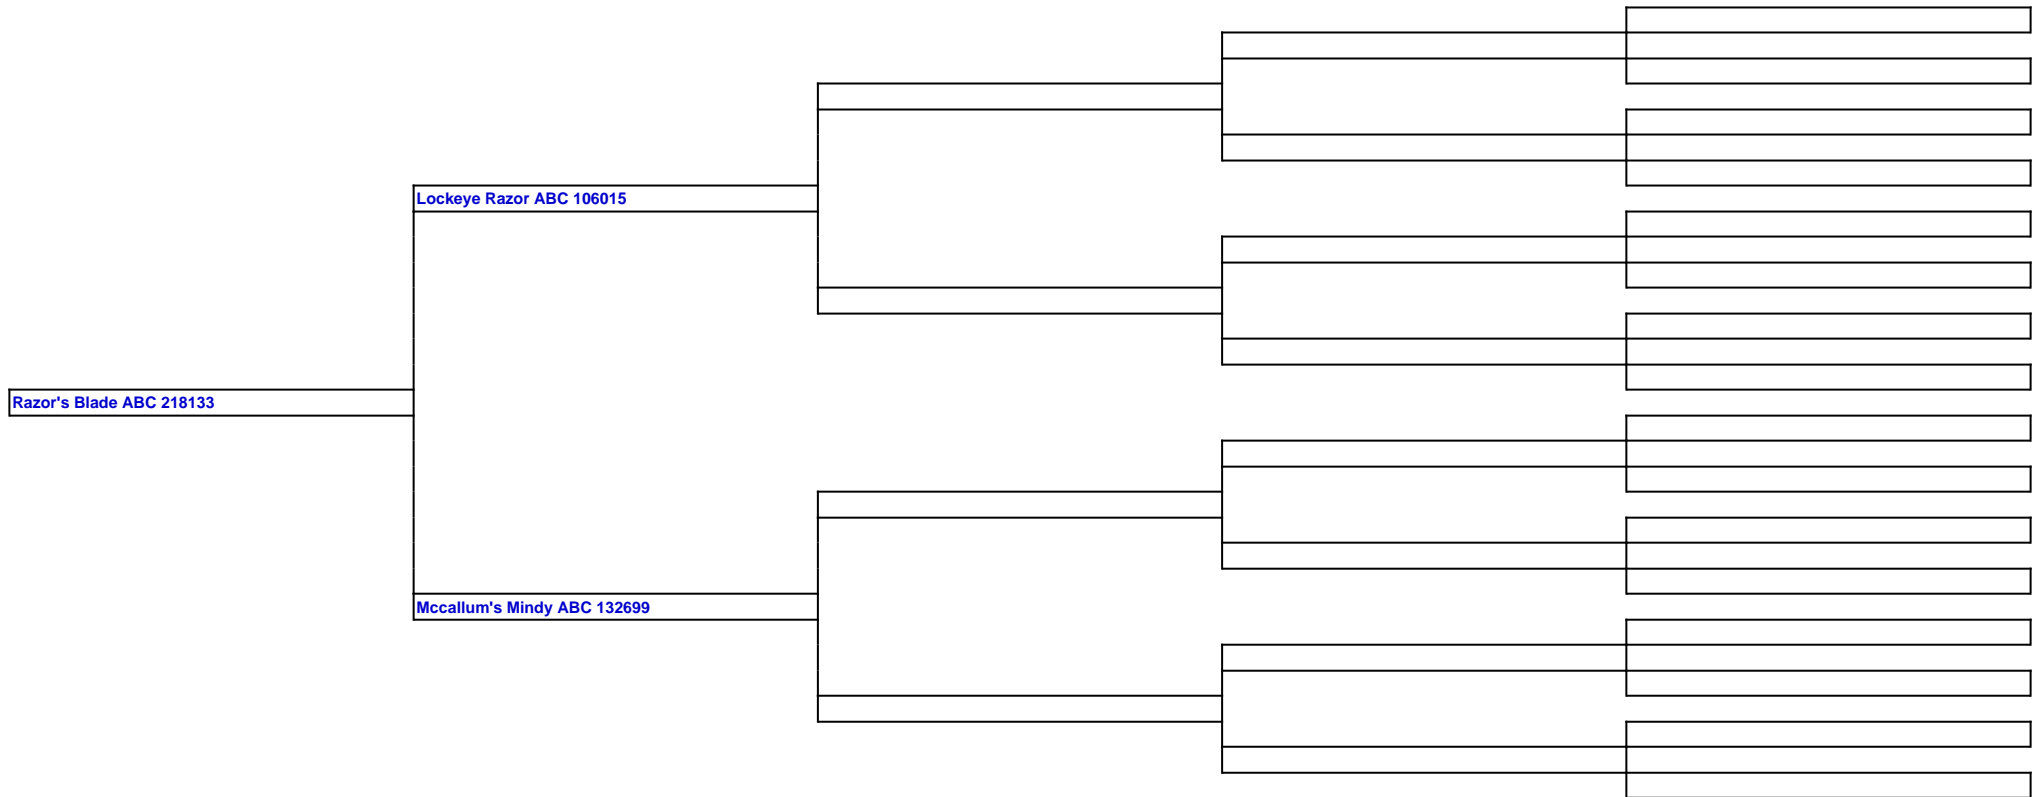 Lockeye Razor ABC 106015
Razor's Blade ABC 218133
Mccallum's Mindy ABC 132699